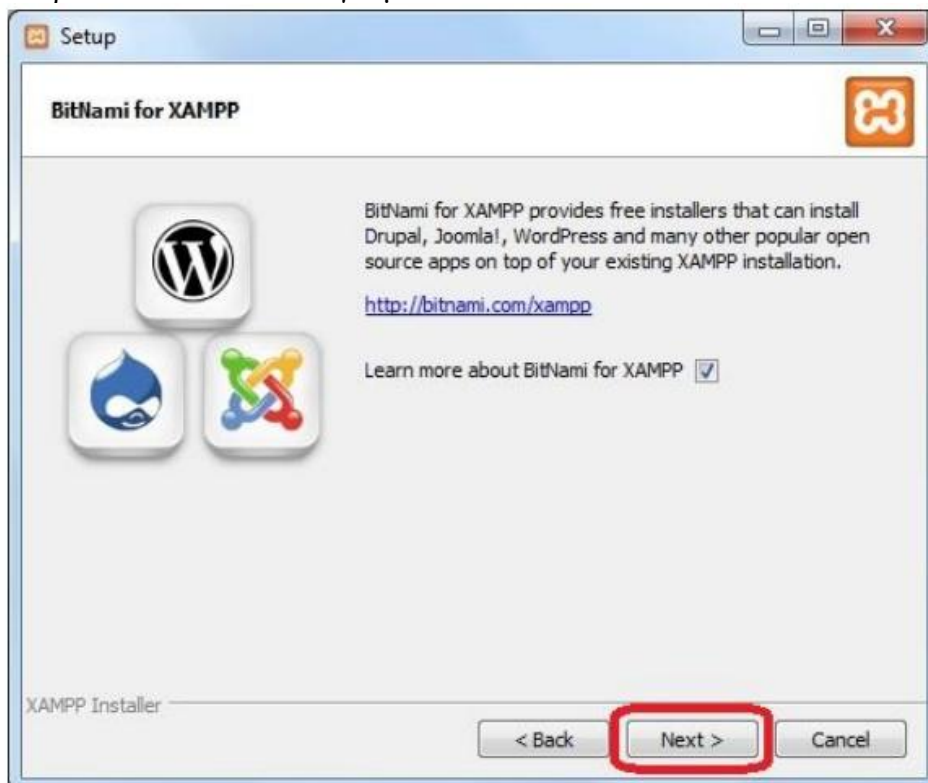 Setup
BitNami for XAMPP
BitNami for XAMPP provides free installers that can install
Drupal, Joomla!, WordPress and many other popular open
source apps on top of your existing XAMPP installation.
http://bitnami.com/xampp
Learn more about BitNami for XAMPP
XAMPP Installer
< Back
Next >
Cancel